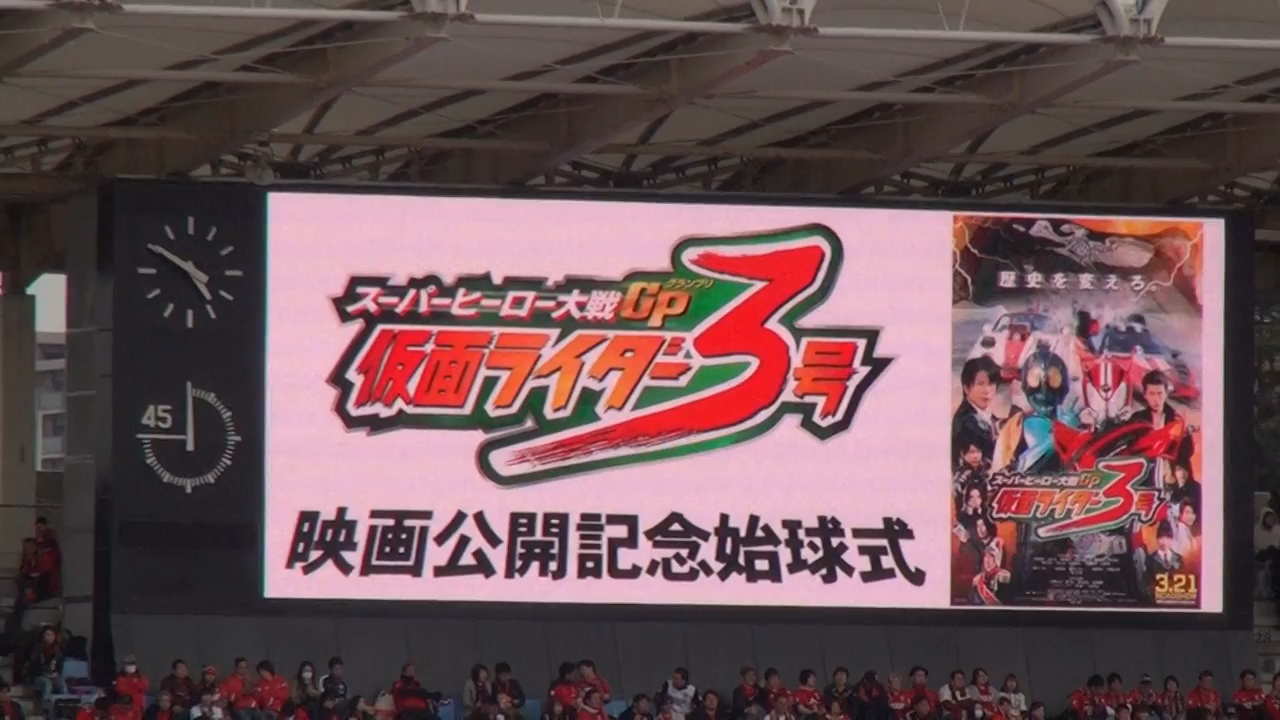 45
スーパーヒーロー大戦GP
グランプリ
仮面ライダー3号
映画公開記念始球式
歴史を変えろ。
スーパーヒーロー大戦GP
仮面ライダー3号
3.21
ROADSHOW